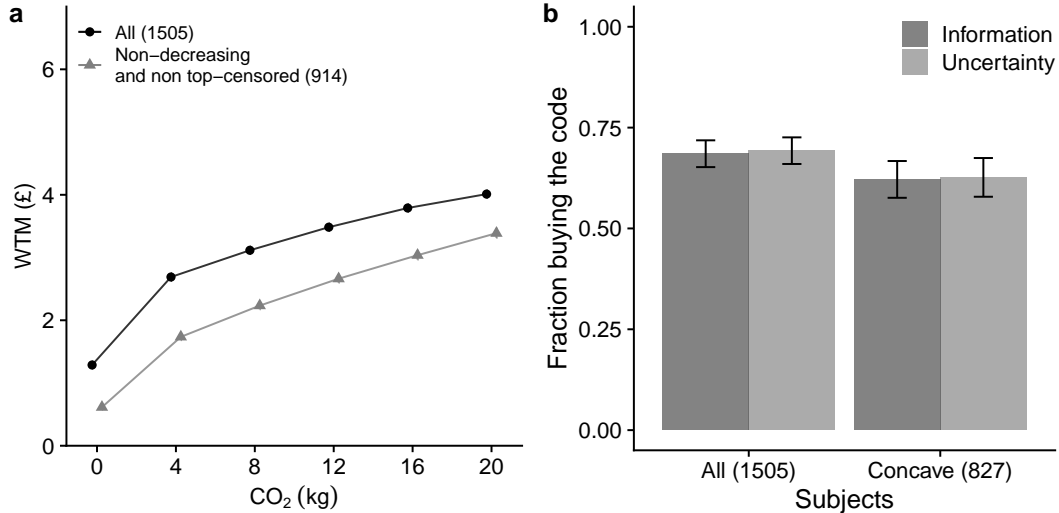 a
All (1505)
Non−decreasing
and non top−censored (914)
WTM (£)
6
4
2
0
0 4 8 12 16 20
CO₂ (kg)
b
Information
Uncertainty
Fraction buying the code
1.00
0.75
0.50
0.25
0.00
All (1505) Concave (827)
Subjects